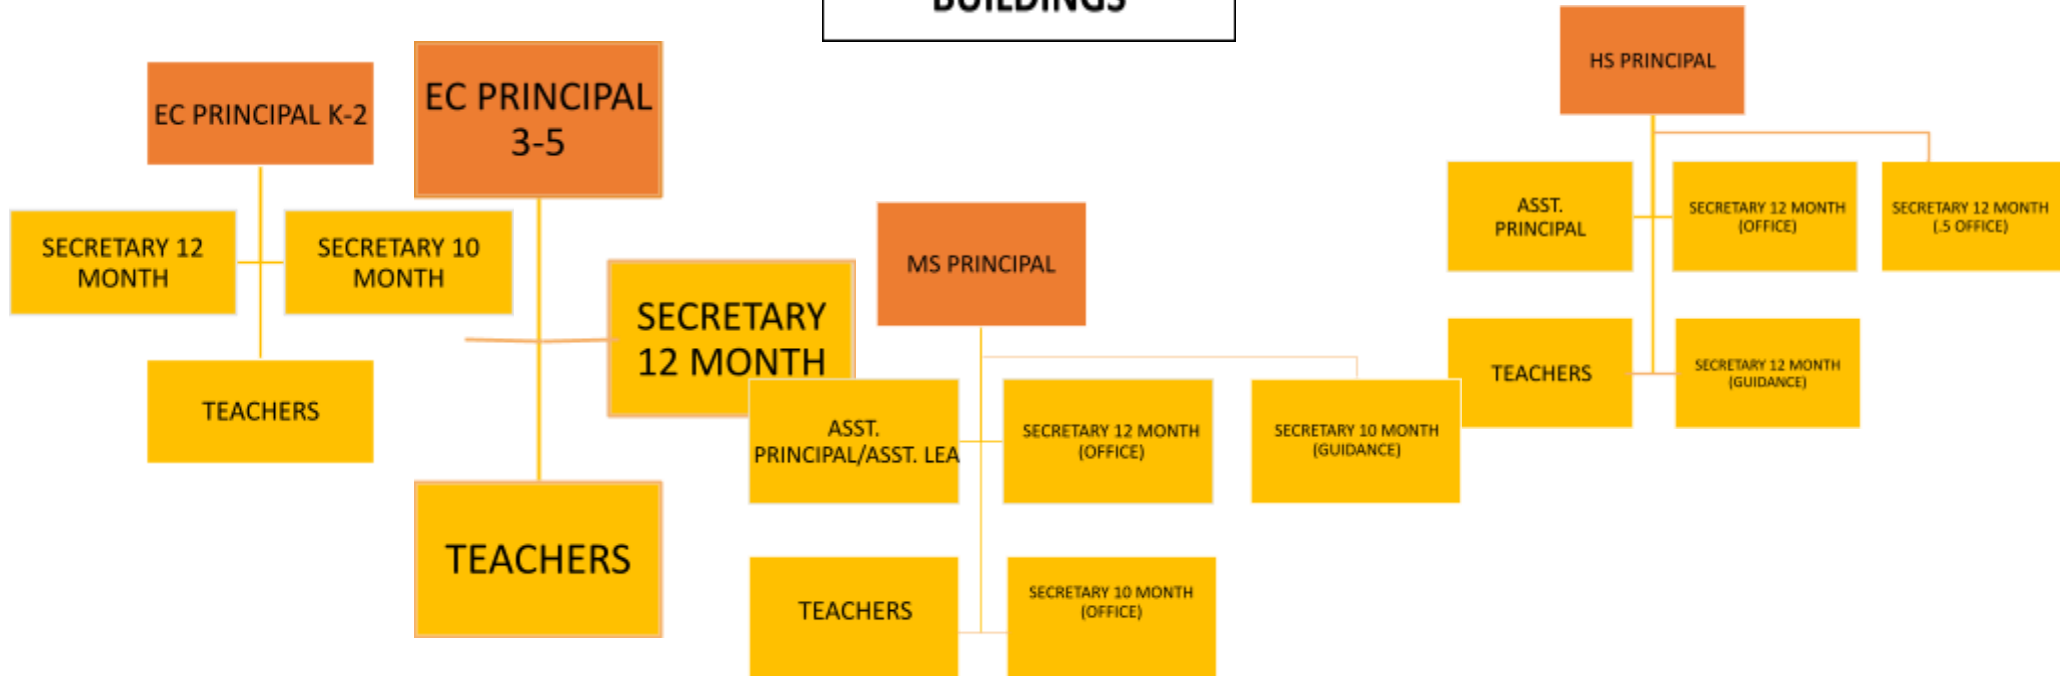 BUILDINGS
EC PRINCIPAL K-2
SECRETARY 12
MONTH
SECRETARY 10
MONTH
TEACHERS
EC PRINCIPAL
3-5
SECRETARY
12 MONTH
TEACHERS
MS PRINCIPAL
ASST.
PRINCIPAL/ASST. LEA
SECRETARY 12 MONTH
(OFFICE)
SECRETARY 10 MONTH
(GUIDANCE)
TEACHERS
SECRETARY 10 MONTH
(OFFICE)
HS PRINCIPAL
ASST.
PRINCIPAL
SECRETARY 12 MONTH
(OFFICE)
SECRETARY 12 MONTH
(.5 OFFICE)
TEACHERS
SECRETARY 12 MONTH
(GUIDANCE)